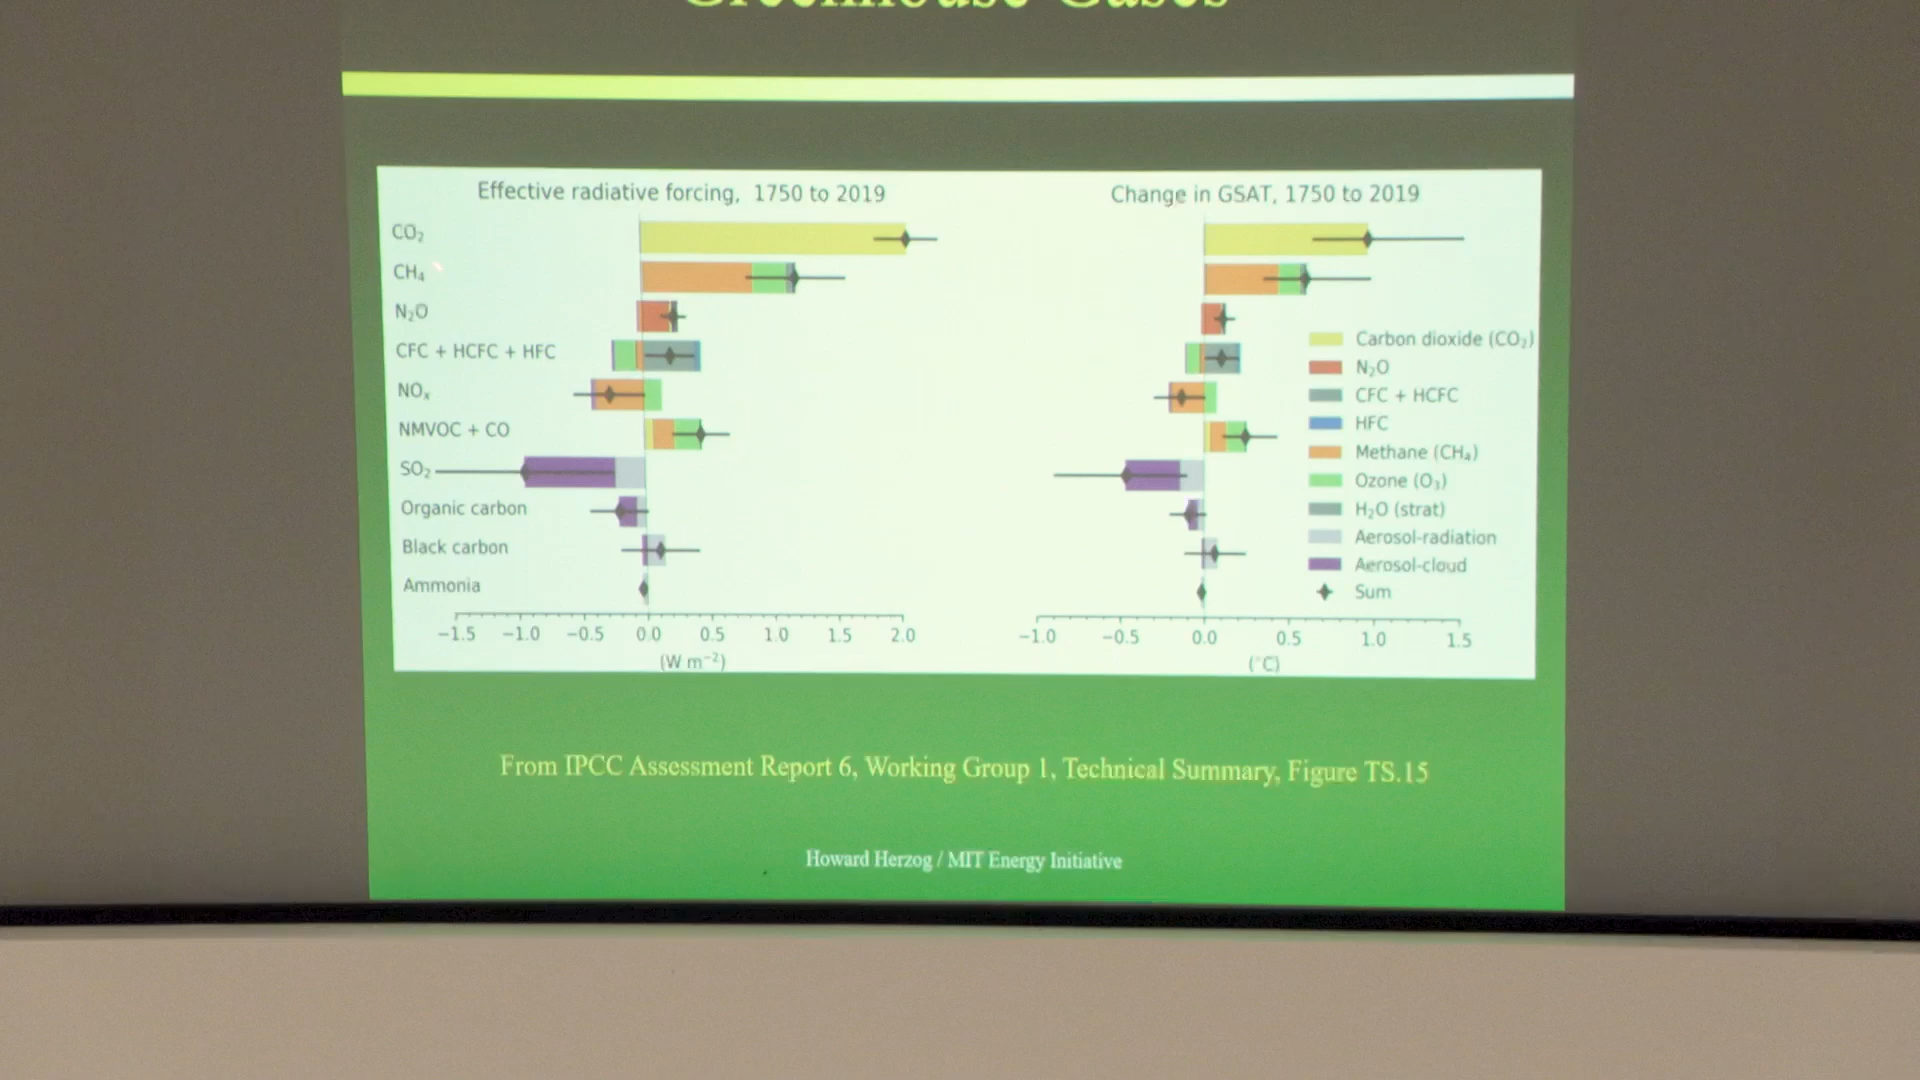 Greenhouse Gases
Effective radiative forcing, 1750 to 2019
CO₂
CH₄
N₂O
CFC + HCFC + HFC
NOₓ
NMVOC + CO
SO₂
Organic carbon
Black carbon
Ammonia
−1.5 −1.0 −0.5 0.0 0.5 1.0 1.5 2.0
(W m⁻²)
Change in GSAT, 1750 to 2019
Carbon dioxide (CO₂)
N₂O
CFC + HCFC
HFC
Methane (CH₄)
Ozone (O₃)
H₂O (strat)
Aerosol-radiation
Aerosol-cloud
Sum
−1.0 −0.5 0.0 0.5 1.0 1.5
(°C)
From IPCC Assessment Report 6, Working Group 1, Technical Summary, Figure TS.15
Howard Herzog / MIT Energy Initiative